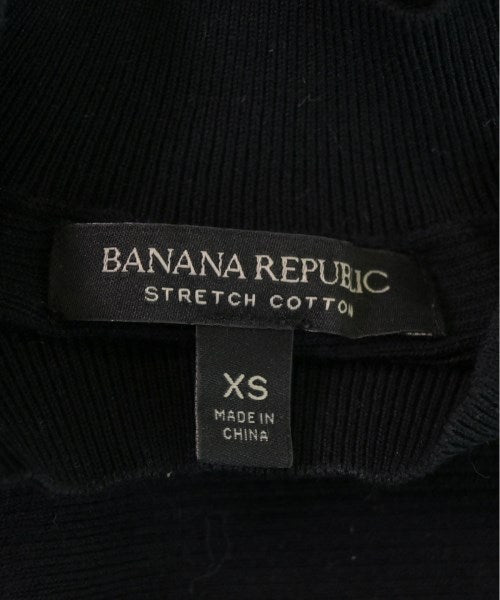 BANANA REPUBLIC
STRETCH COTTON
XS
MADE IN
CHINA